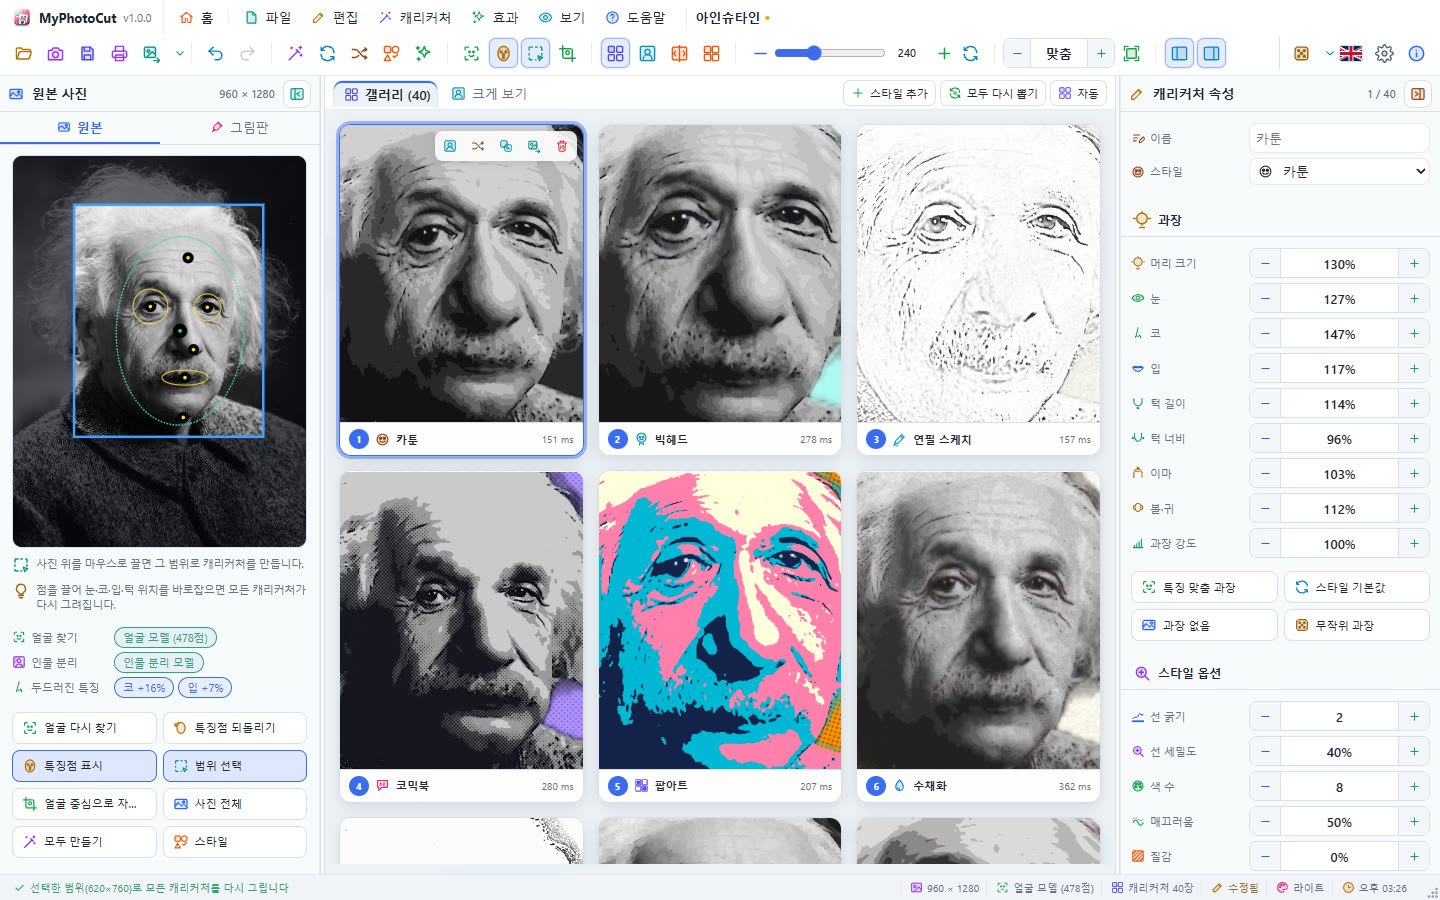 MyPhotoCut v1.0.0 홈 파일 편집 캐리커처 효과 보기 도움말 아인슈타인
240 맞춤
원본 사진 960 × 1280
원본 그림판
사진 위를 마우스로 끌면 그 범위로 캐리커처를 만듭니다.
점을 끌어 눈·코·입·턱 위치를 바로잡으면 모든 캐리커처가
다시 그려집니다.
얼굴 찾기 얼굴 모델 (478점)
인물 분리 인물 분리 모델
두드러진 특징 코 +16% 입 +7%
얼굴 다시 찾기 특징점 되돌리기
특징점 표시 범위 선택
얼굴 중심으로 자... 사진 전체
모두 만들기 스타일
갤러리 (40) 크게 보기 스타일 추가 모두 다시 뽑기 자동
1 카툰 151 ms
2 빅헤드 278 ms
3 연필 스케치 157 ms
4 코믹북 280 ms
5 팝아트 207 ms
6 수채화 362 ms
캐리커처 속성 1 / 40
이름 카툰
스타일 카툰
과장
머리 크기 130%
눈 127%
코 147%
입 117%
턱 길이 114%
턱 너비 96%
이마 103%
볼·귀 112%
과장 강도 100%
특징 맞춤 과장 스타일 기본값
과장 없음 무작위 과장
스타일 옵션
선 굵기 2
선 세밀도 40%
색 수 8
매끄러움 50%
질감 0%
선택한 범위(620×760)로 모든 캐리커처를 다시 그립니다
960 × 1280 얼굴 모델 (478점) 캐리커처 40장 수정됨 라이트 오후 03:26